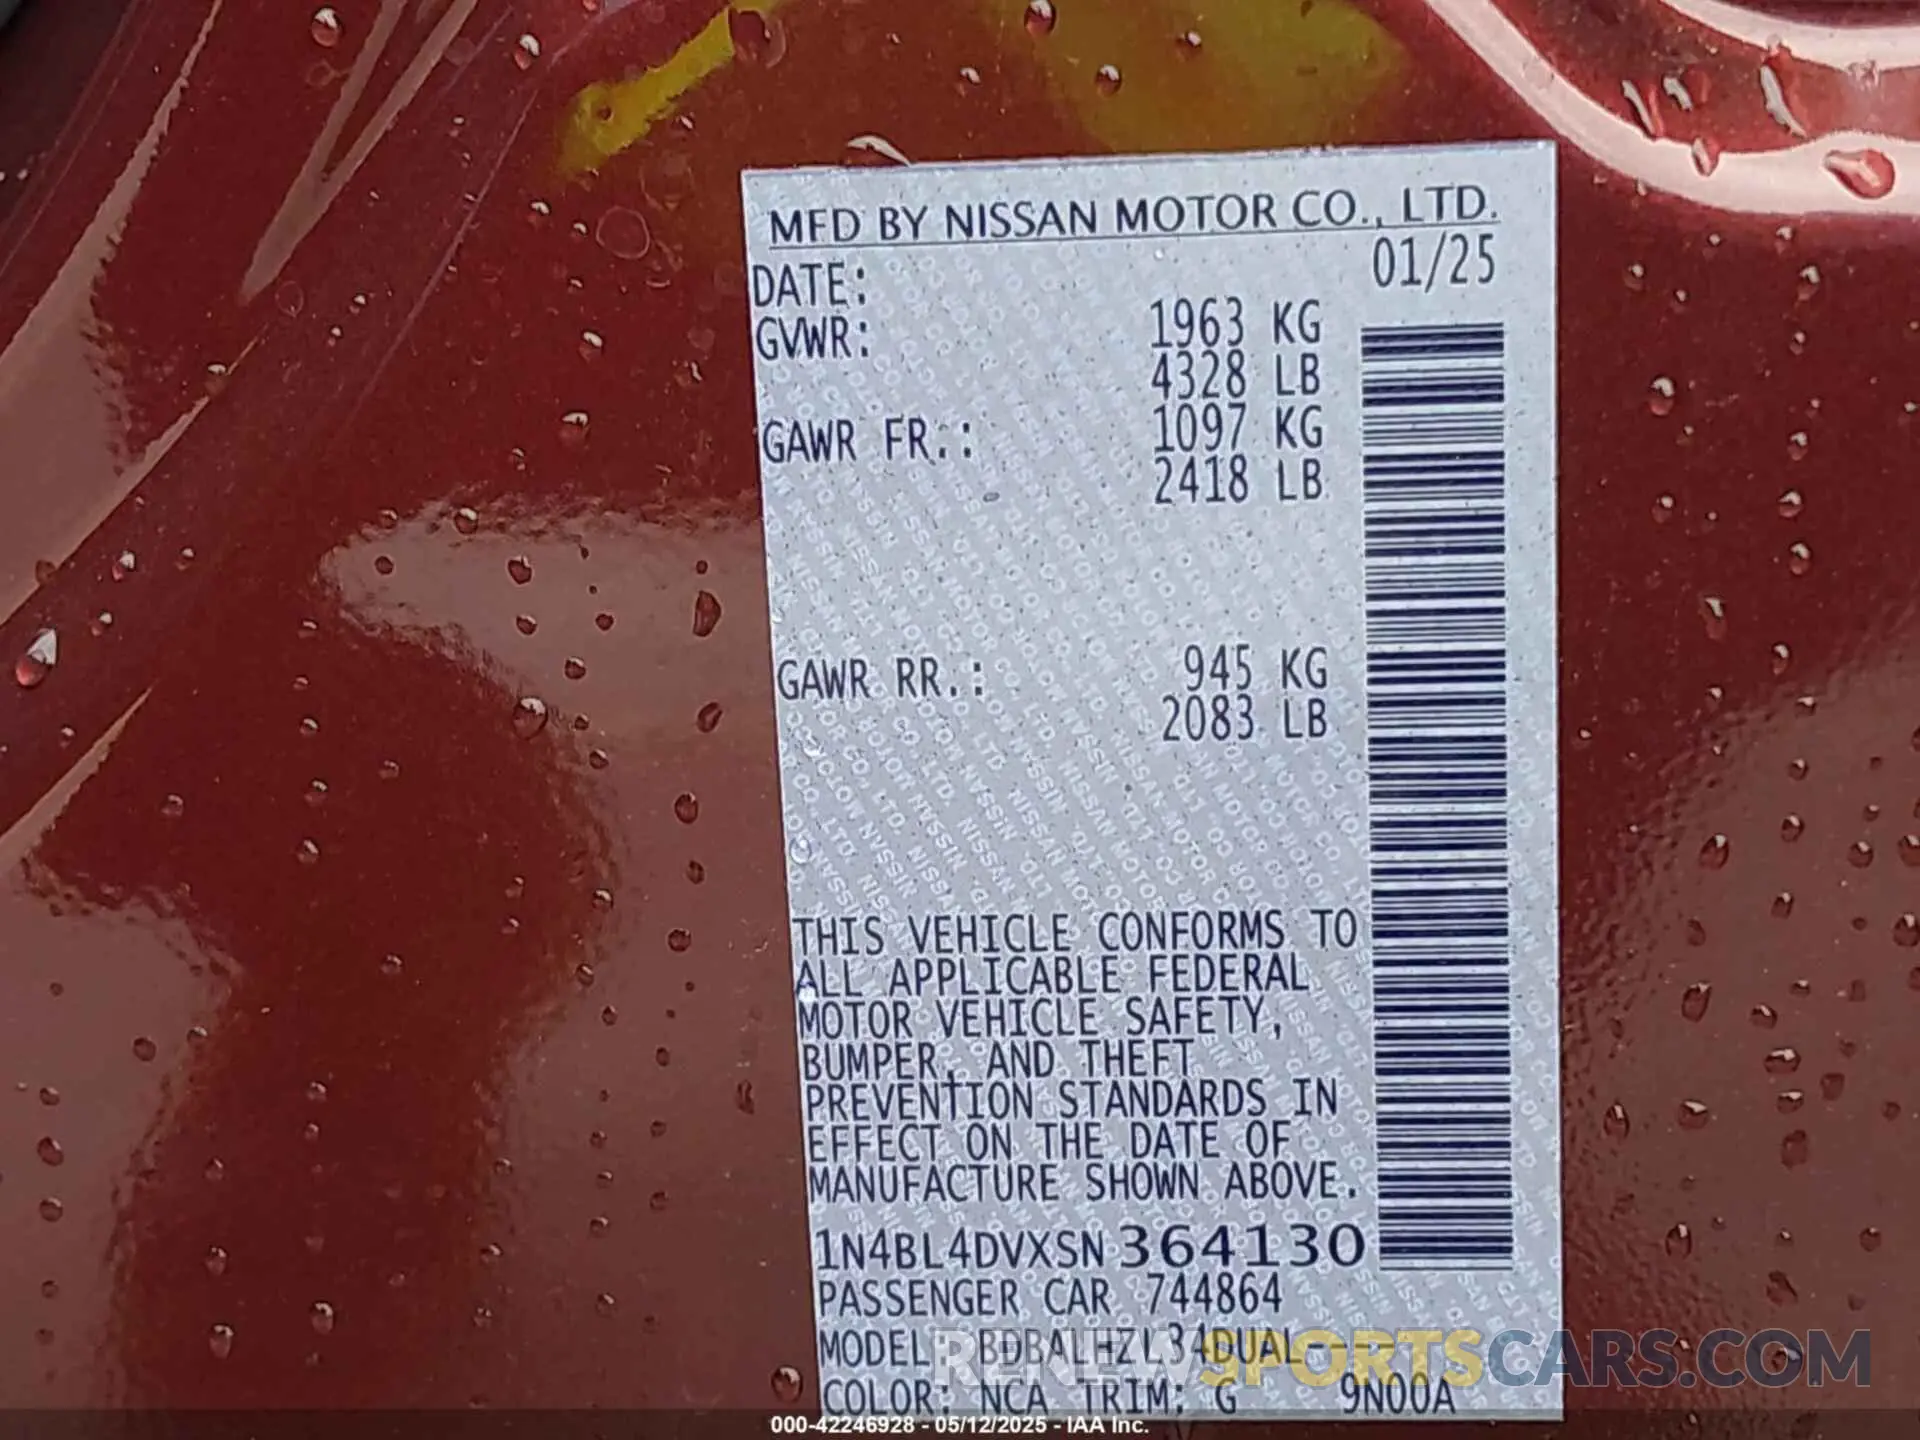 MFD BY NISSAN MOTOR CO., LTD.
DATE: 01/25
GVWR: 1963 KG
4328 LB
GAWR FR.: 1097 KG
2418 LB
GAWR RR.: 945 KG
2083 LB
THIS VEHICLE CONFORMS TO
ALL APPLICABLE FEDERAL
MOTOR VEHICLE SAFETY,
BUMPER, AND THEFT
PREVENTION STANDARDS IN
EFFECT ON THE DATE OF
MANUFACTURE SHOWN ABOVE.
1N4BL4DVXSN364130
PASSENGER CAR 744864
MODEL: BDBALHZL34DUAL----
COLOR: NCA TRIM: G 9N00A
RENEWSPORTSCARS.COM
000-42246928 - 05/12/2025 - IAA Inc.